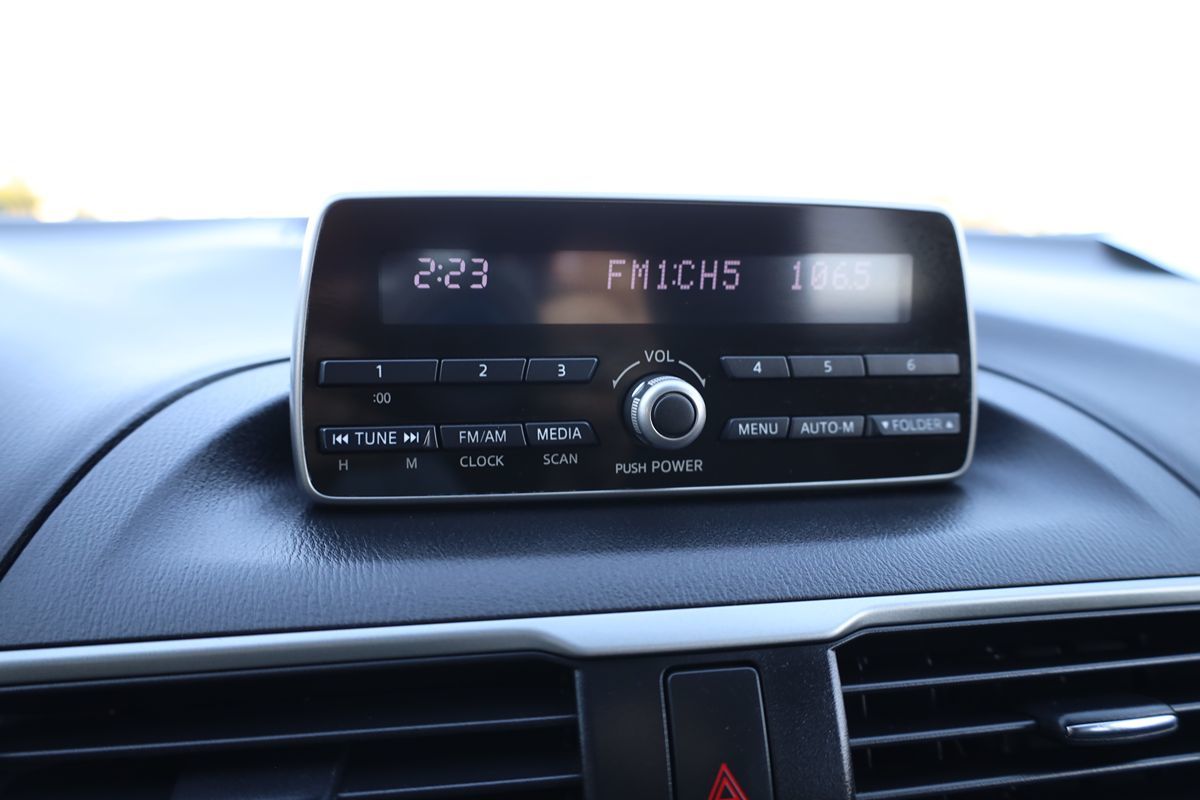 2:23 FM1:CH5 106.5
1 2 3 VOL 4 5 6
:00
TUNE FM/AM MEDIA MENU AUTO-M FOLDER
H M CLOCK SCAN PUSH POWER